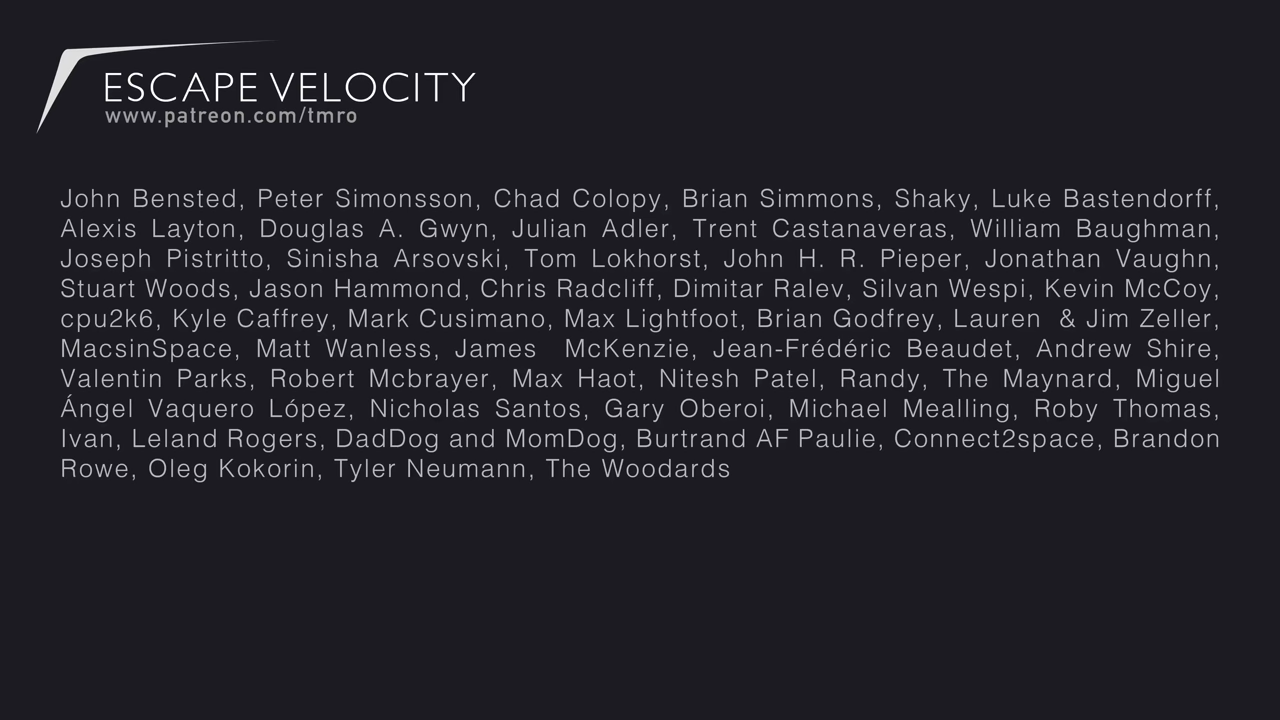 ESCAPE VELOCITY
www.patreon.com/tmro
John Bensted, Peter Simonsson, Chad Colopy, Brian Simmons, Shaky, Luke Bastendorff,
Alexis Layton, Douglas A. Gwyn, Julian Adler, Trent Castanaveras, William Baughman,
Joseph Pistritto, Sinisha Arsovski, Tom Lokhorst, John H. R. Pieper, Jonathan Vaughn,
Stuart Woods, Jason Hammond, Chris Radcliff, Dimitar Ralev, Silvan Wespi, Kevin McCoy,
cpu2k6, Kyle Caffrey, Mark Cusimano, Max Lightfoot, Brian Godfrey, Lauren & Jim Zeller,
MacsinSpace, Matt Wanless, James McKenzie, Jean-Frédéric Beaudet, Andrew Shire,
Valentin Parks, Robert Mcbrayer, Max Haot, Nitesh Patel, Randy, The Maynard, Miguel
Ángel Vaquero López, Nicholas Santos, Gary Oberoi, Michael Mealling, Roby Thomas,
Ivan, Leland Rogers, DadDog and MomDog, Burtrand AF Paulie, Connect2space, Brandon
Rowe, Oleg Kokorin, Tyler Neumann, The Woodards